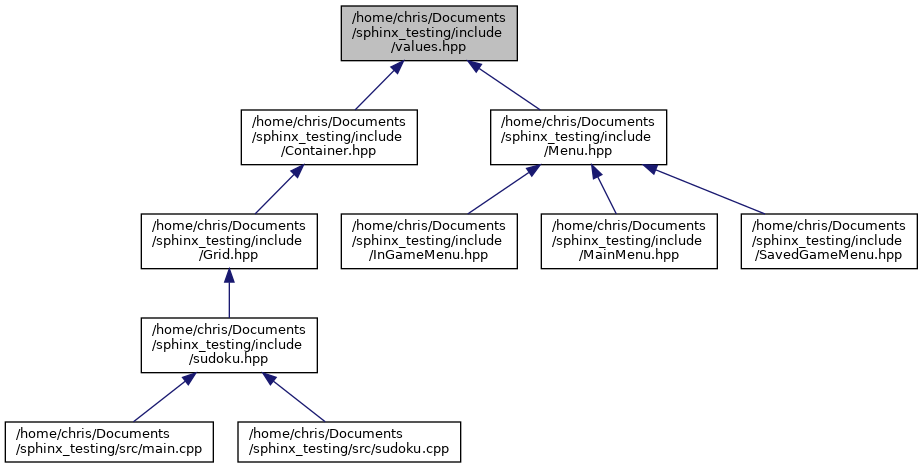 /home/chris/Documents
/sphinx_testing/include
/values.hpp
/home/chris/Documents
/sphinx_testing/include
/Container.hpp
/home/chris/Documents
/sphinx_testing/include
/Menu.hpp
/home/chris/Documents
/sphinx_testing/include
/Grid.hpp
/home/chris/Documents
/sphinx_testing/include
/InGameMenu.hpp
/home/chris/Documents
/sphinx_testing/include
/MainMenu.hpp
/home/chris/Documents
/sphinx_testing/include
/SavedGameMenu.hpp
/home/chris/Documents
/sphinx_testing/include
/sudoku.hpp
/home/chris/Documents
/sphinx_testing/src/main.cpp
/home/chris/Documents
/sphinx_testing/src/sudoku.cpp